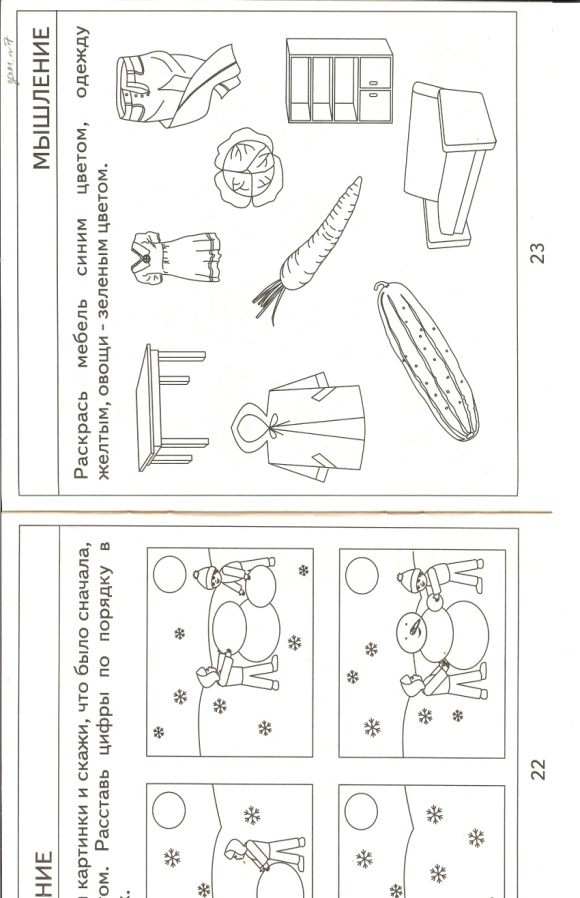 МЫШЛЕНИЕ
Раскрась мебель синим цветом, одежду
желтым, овощи - зеленым цветом.
23
НИЕ
картинки и скажи, что было сначала,
Расставь цифры по порядку в
22